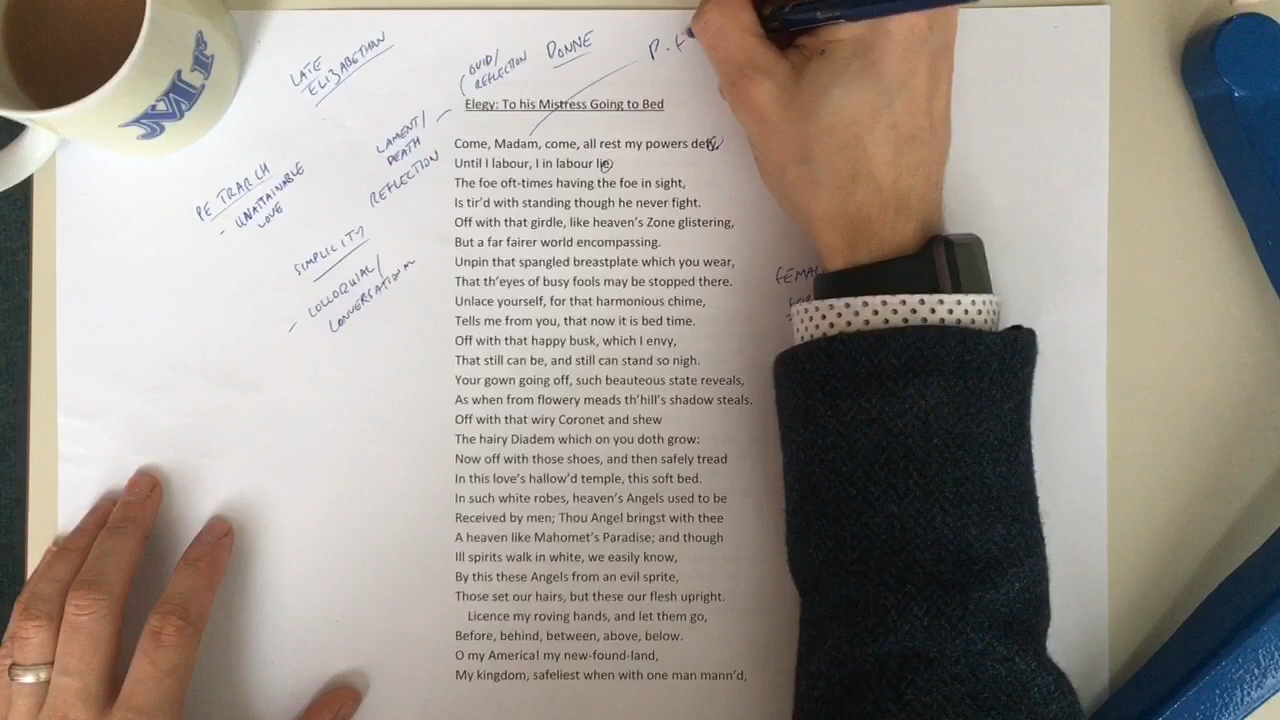 Mr
LATE
ELIZABETHAN
(OVID/
REFLECTION
DONNE
P.
Elegy: To his Mistress Going to Bed
LAMENT/
DEATH
REFLECTION
PETRARCH
- UNATTAINABLE
LOVE
SIMPLICITY
- COLLOQUIAL/
CONVERSATIONAL
Come, Madam, come, all rest my powers defy,
Until I labour, I in labour lie.
The foe oft-times having the foe in sight,
Is tir'd with standing though he never fight.
Off with that girdle, like heaven's Zone glistering,
But a far fairer world encompassing.
Unpin that spangled breastplate which you wear,
That th'eyes of busy fools may be stopped there.
Unlace yourself, for that harmonious chime,
Tells me from you, that now it is bed time.
Off with that happy busk, which I envy,
That still can be, and still can stand so nigh.
Your gown going off, such beauteous state reveals,
As when from flowery meads th'hill's shadow steals.
Off with that wiry Coronet and shew
The hairy Diadem which on you doth grow:
Now off with those shoes, and then safely tread
In this love's hallow'd temple, this soft bed.
In such white robes, heaven's Angels used to be
Received by men; Thou Angel bringst with thee
A heaven like Mahomet's Paradise; and though
Ill spirits walk in white, we easily know,
By this these Angels from an evil sprite,
Those set our hairs, but these our flesh upright.
Licence my roving hands, and let them go,
Before, behind, between, above, below.
O my America! my new-found-land,
My kingdom, safeliest when with one man mann'd,